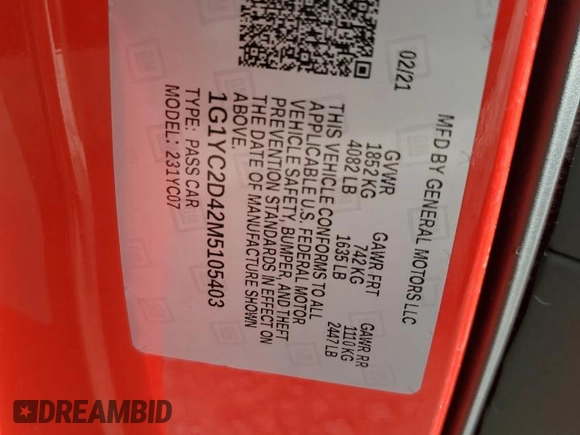 MFD BY GENERAL MOTORS LLC
02/21
GVWR
1852 KG
4082 LB
GAWR FRT
742 KG
1635 LB
GAWR RR
1110 KG
2447 LB
THIS VEHICLE CONFORMS TO ALL
APPLICABLE U.S. FEDERAL MOTOR
VEHICLE SAFETY, BUMPER, AND THEFT
PREVENTION STANDARDS IN EFFECT ON
THE DATE OF MANUFACTURE SHOWN
ABOVE.
1G1YC2D42M5105403
TYPE: PASS CAR
MODEL: 231YC07
DREAMBID